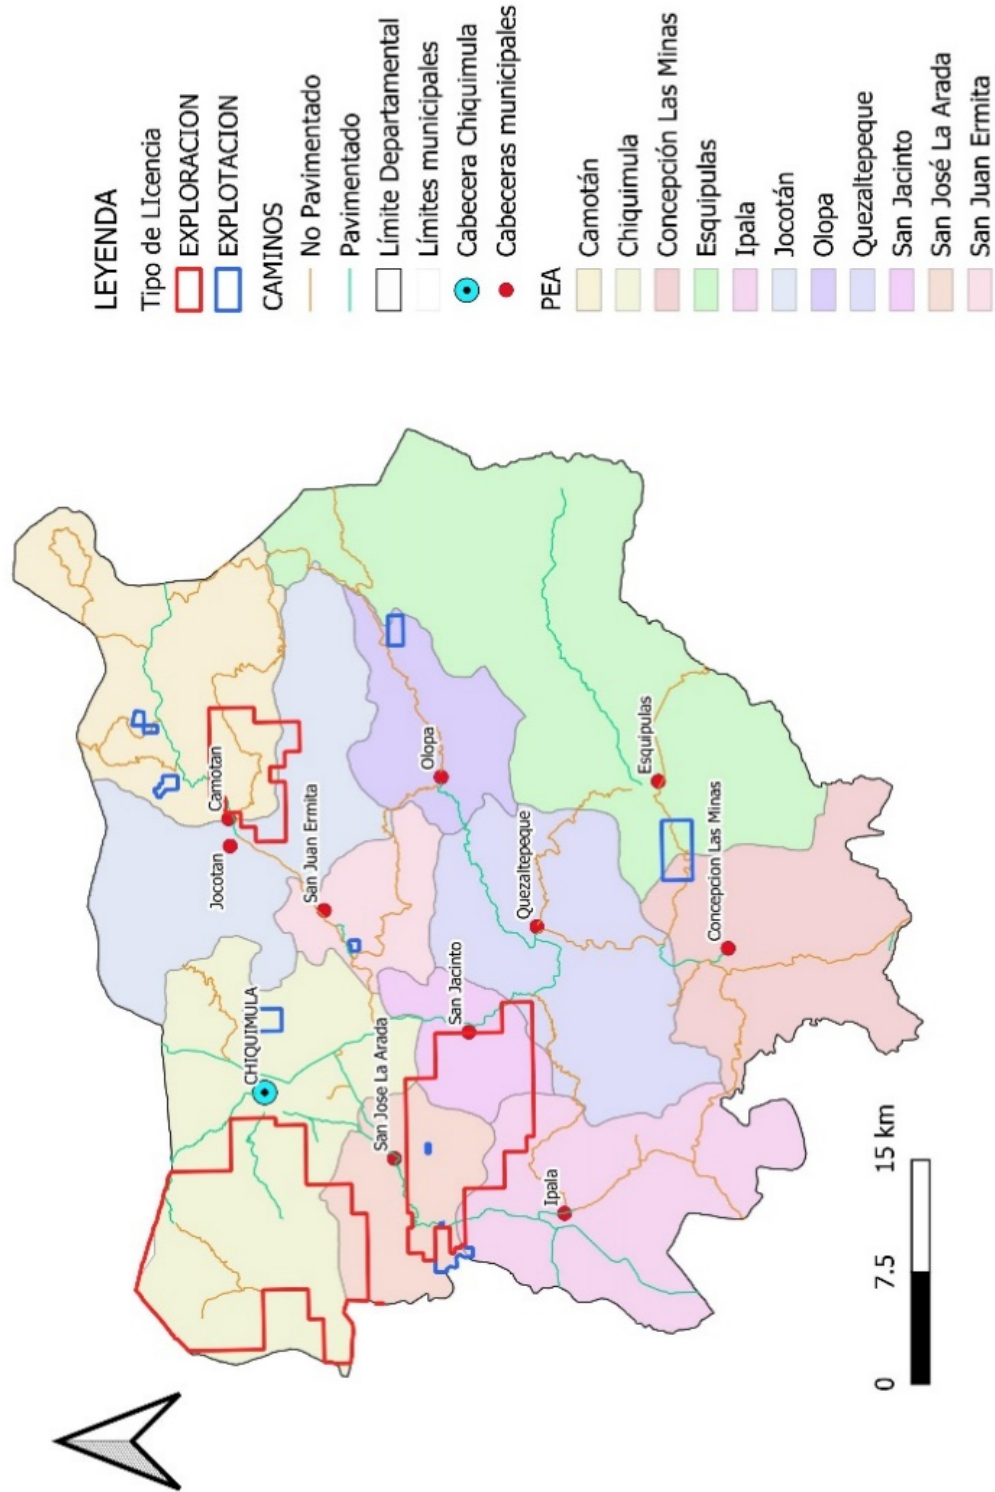 LEYENDA
Tipo de LIcencia
EXPLORACION
EXPLOTACION
CAMINOS
No Pavimentado
Pavimentado
Límite Departamental
Límites municipales
Cabecera Chiquimula
Cabeceras municipales
PEA
Camotán
Chiquimula
Concepción Las Minas
Esquipulas
Ipala
Jocotán
Olopa
Quezaltepeque
San Jacinto
San José La Arada
San Juan Ermita
Camotan
Jocotan
San Juan Ermita
CHIQUIMULA
San Jose La Arada
Olopa
San Jacinto
Quezaltepeque
Ipala
Esquipulas
Concepcion Las Minas
0 7.5 15 km